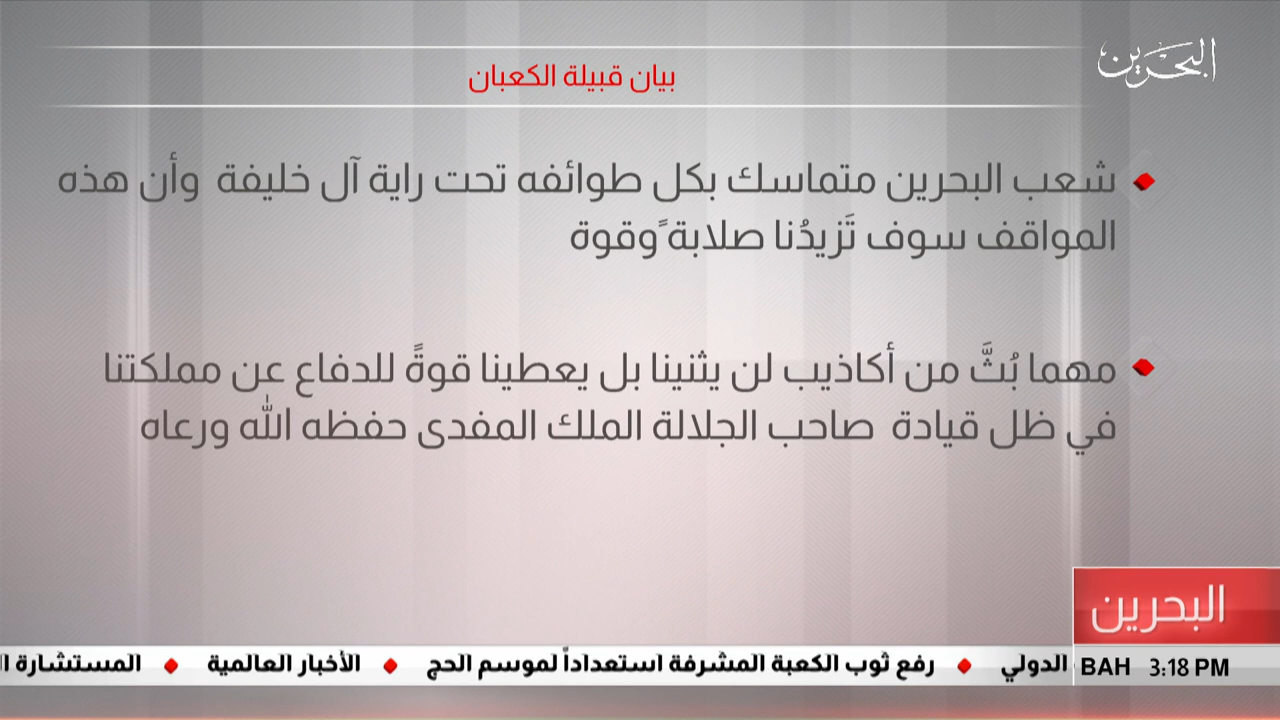 البحرين
بيان قبيلة الكعبان
شعب البحرين متماسك بكل طوائفه تحت راية آل خليفة وأن هذه
المواقف سوف تَزيدُنا صلابة ًوقوة
مهما بُثَّ من أكاذيب لن يثنينا بل يعطينا قوةً للدفاع عن مملكتنا
في ظل قيادة صاحب الجلالة الملك المفدى حفظه الله ورعاه
البحرين
BAH 3:18 PM
الدولي ♦ رفع ثوب الكعبة المشرفة استعداداً لموسم الحج ♦ الأخبار العالمية ♦ المستشارة